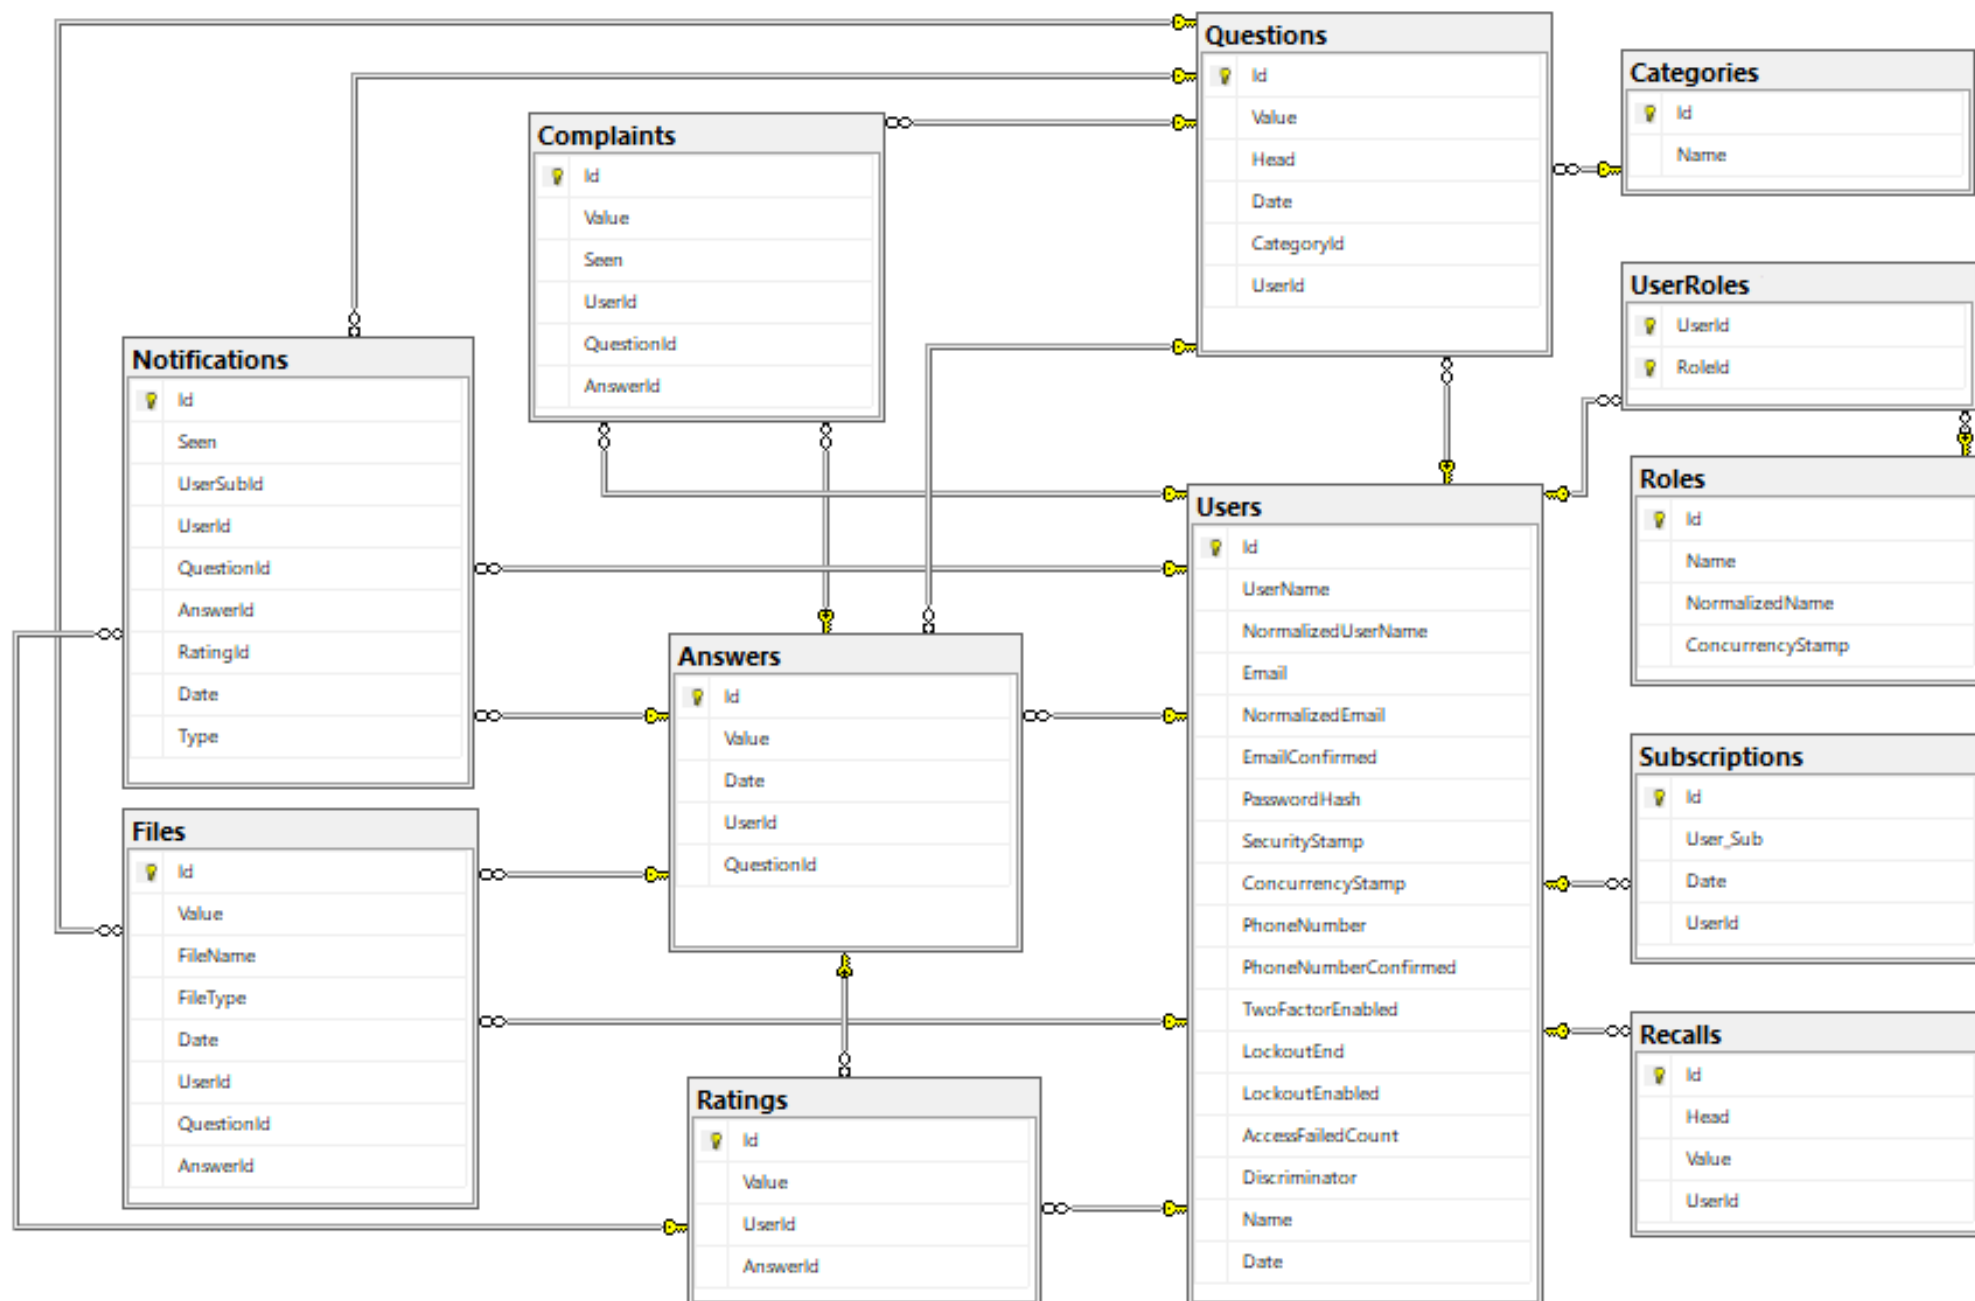 Questions
Id
Value
Head
Date
CategoryId
UserId
Categories
Id
Name
Complaints
Id
Value
Seen
UserId
QuestionId
AnswerId
UserRoles
UserId
RoleId
Notifications
Id
Seen
UserSubId
UserId
QuestionId
AnswerId
RatingId
Date
Type
Roles
Id
Name
NormalizedName
ConcurrencyStamp
Users
Id
UserName
NormalizedUserName
Email
NormalizedEmail
EmailConfirmed
PasswordHash
SecurityStamp
ConcurrencyStamp
PhoneNumber
PhoneNumberConfirmed
TwoFactorEnabled
LockoutEnd
LockoutEnabled
AccessFailedCount
Discriminator
Name
Date
Answers
Id
Value
Date
UserId
QuestionId
Subscriptions
Id
User_Sub
Date
UserId
Files
Id
Value
FileName
FileType
Date
UserId
QuestionId
AnswerId
Recalls
Id
Head
Value
UserId
Ratings
Id
Value
UserId
AnswerId